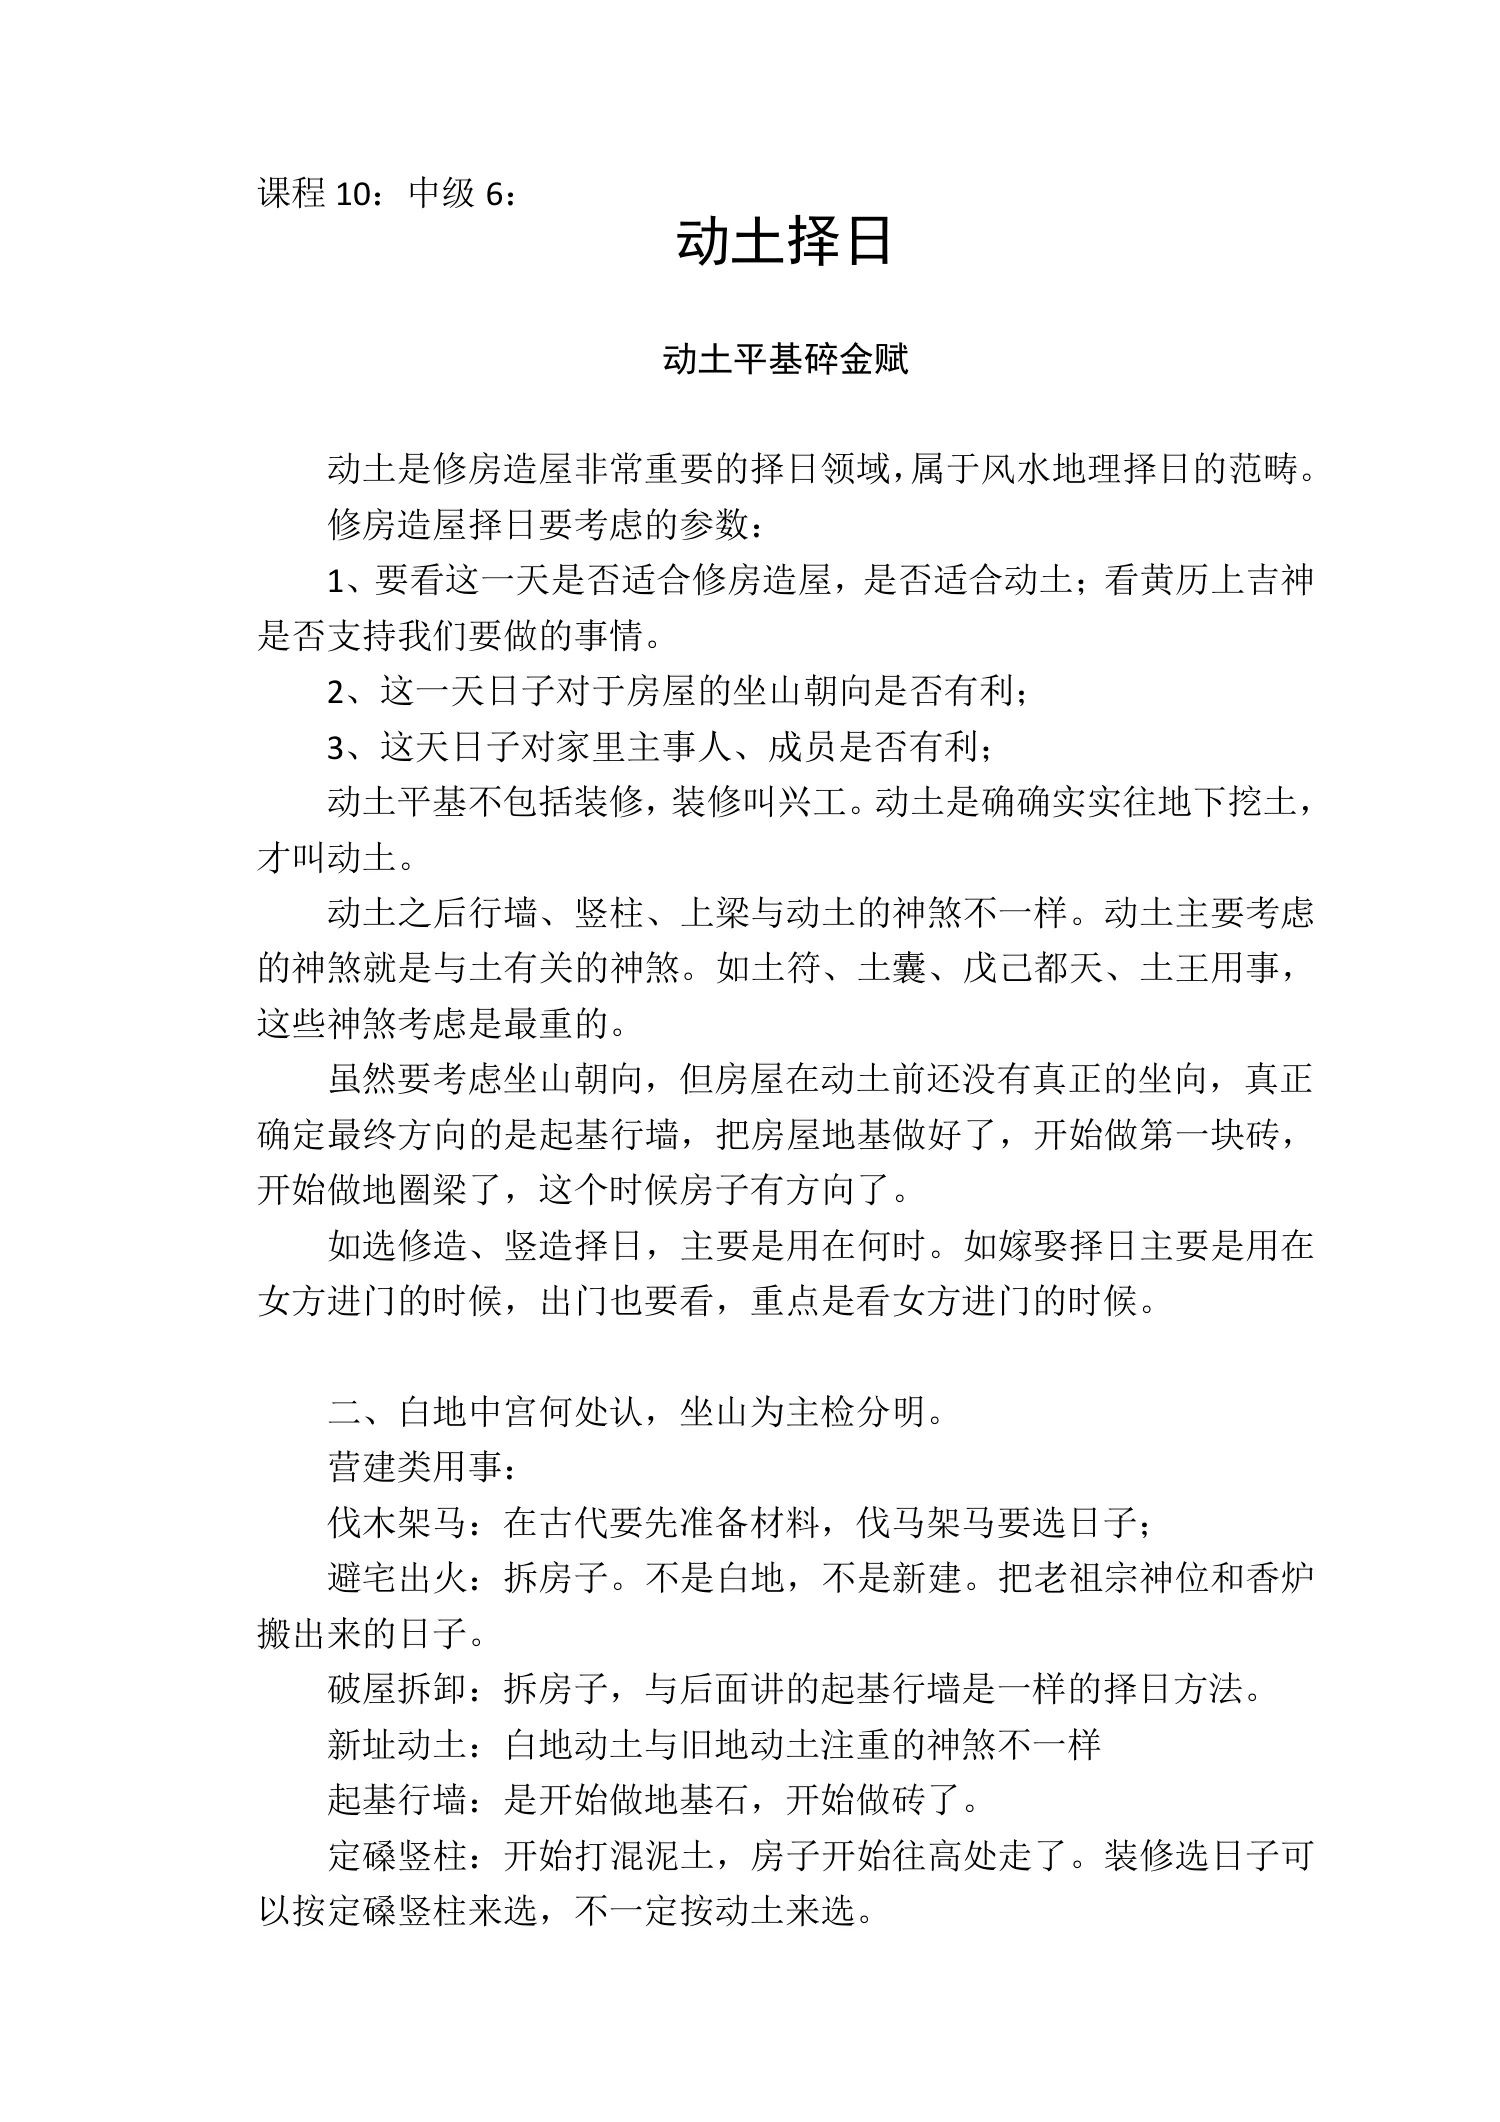 课程 10：中级 6：
动土择日
动土平基碎金赋
动土是修房造屋非常重要的择日领域，属于风水地理择日的范畴。
修房造屋择日要考虑的参数：
1、要看这一天是否适合修房造屋，是否适合动土；看黄历上吉神
是否支持我们要做的事情。
2、这一天日子对于房屋的坐山朝向是否有利；
3、这天日子对家里主事人、成员是否有利；
动土平基不包括装修，装修叫兴工。动土是确确实实往地下挖土，
才叫动土。
动土之后行墙、竖柱、上梁与动土的神煞不一样。动土主要考虑
的神煞就是与土有关的神煞。如土符、土囊、戊己都天、土王用事，
这些神煞考虑是最重的。
虽然要考虑坐山朝向，但房屋在动土前还没有真正的坐向，真正
确定最终方向的是起基行墙，把房屋地基做好了，开始做第一块砖，
开始做地圈梁了，这个时候房子有方向了。
如选修造、竖造择日，主要是用在何时。如嫁娶择日主要是用在
女方进门的时候，出门也要看，重点是看女方进门的时候。
二、白地中宫何处认，坐山为主检分明。
营建类用事：
伐木架马：在古代要先准备材料，伐马架马要选日子；
避宅出火：拆房子。不是白地，不是新建。把老祖宗神位和香炉
搬出来的日子。
破屋拆卸：拆房子，与后面讲的起基行墙是一样的择日方法。
新址动土：白地动土与旧地动土注重的神煞不一样
起基行墙：是开始做地基石，开始做砖了。
定磉竖柱：开始打混泥土，房子开始往高处走了。装修选日子可
以按定磉竖柱来选，不一定按动土来选。